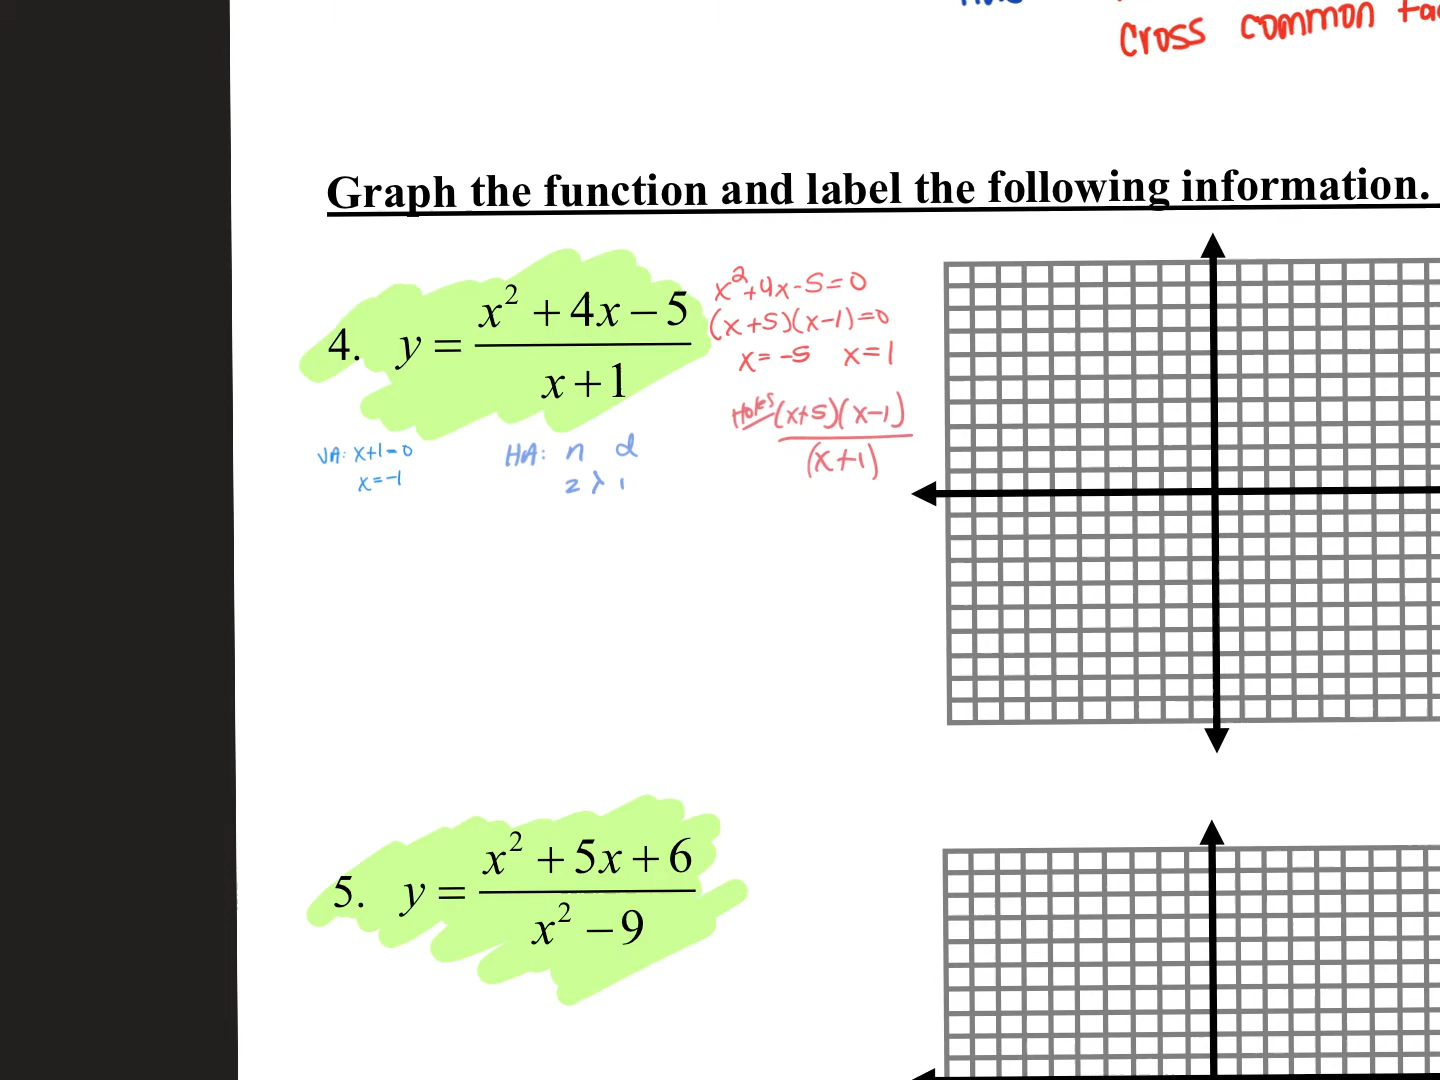 Cross common
Graph the function and label the following information.
4. y = (x² + 4x − 5) / (x + 1)
x² + 4x - 5 = 0
(x + 5)(x - 1) = 0
x = -5 x = 1
Holes (x+5)(x-1) / (x+1)
VA: x+1=0
x = -1
HA: n d
2 > 1
5. y = (x² + 5x + 6) / (x² − 9)